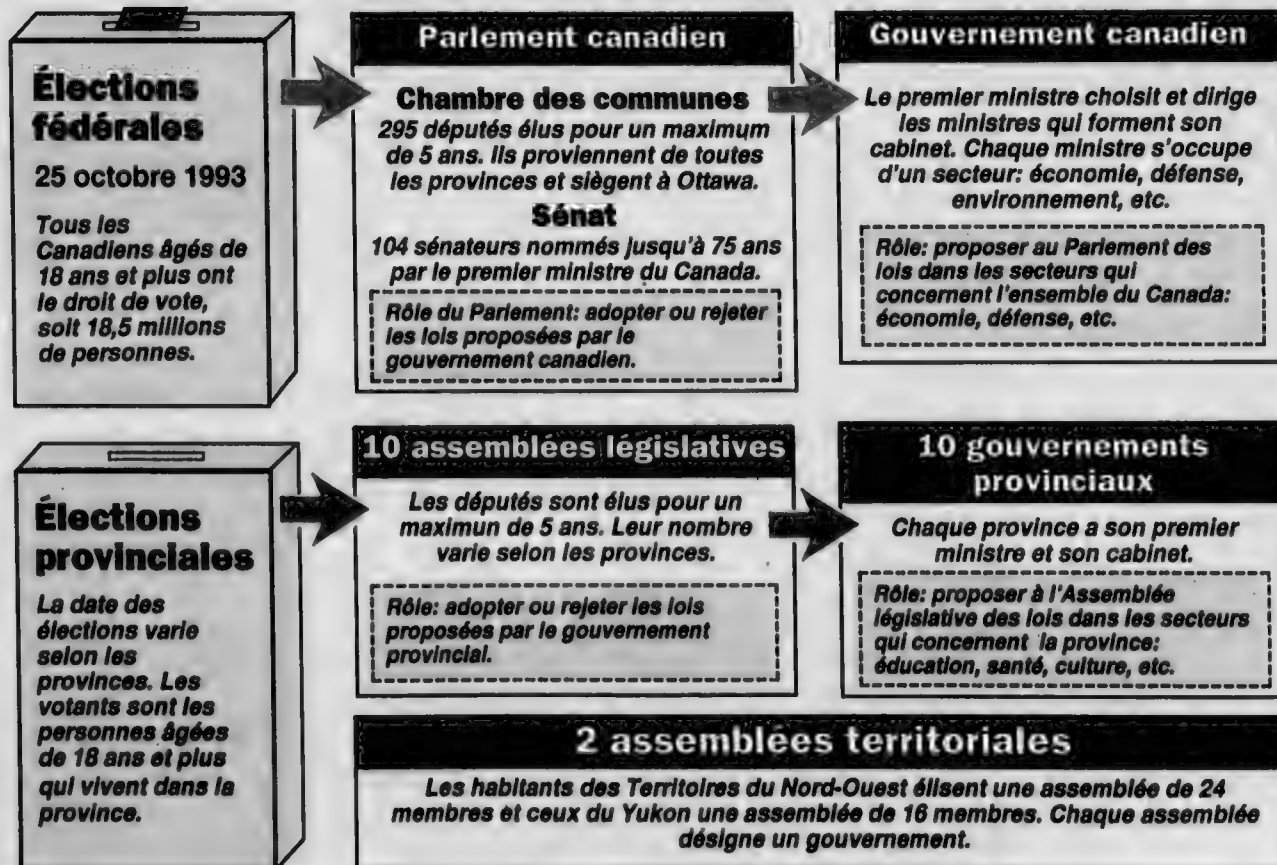 Élections
fédérales
25 octobre 1993
Tous les
Canadiens âgés de
18 ans et plus ont
le droit de vote,
soit 18,5 millions
de personnes.
Parlement canadien
Chambre des communes
295 députés élus pour un maximum
de 5 ans. Ils proviennent de toutes
les provinces et siègent à Ottawa.
Sénat
104 sénateurs nommés jusqu'à 75 ans
par le premier ministre du Canada.
Rôle du Parlement: adopter ou rejeter
les lois proposées par le
gouvernement canadien.
Gouvernement canadien
Le premier ministre choisit et dirige
les ministres qui forment son
cabinet. Chaque ministre s'occupe
d'un secteur: économie, défense,
environnement, etc.
Rôle: proposer au Parlement des
lois dans les secteurs qui
concernent l'ensemble du Canada:
économie, défense, etc.
Élections
provinciales
La date des
élections varie
selon les
provinces. Les
votants sont les
personnes âgées
de 18 ans et plus
qui vivent dans la
province.
10 assemblées législatives
Les députés sont élus pour un
maximun de 5 ans. Leur nombre
varie selon les provinces.
Rôle: adopter ou rejeter les lois
proposées par le gouvernement
provincial.
10 gouvernements
provinciaux
Chaque province a son premier
ministre et son cabinet.
Rôle: proposer à l'Assemblée
législative des lois dans les secteurs
qui concernent la province:
éducation, santé, culture, etc.
2 assemblées territoriales
Les habitants des Territoires du Nord-Ouest élisent une assemblée de 24
membres et ceux du Yukon une assemblée de 16 membres. Chaque assemblée
désigne un gouvernement.